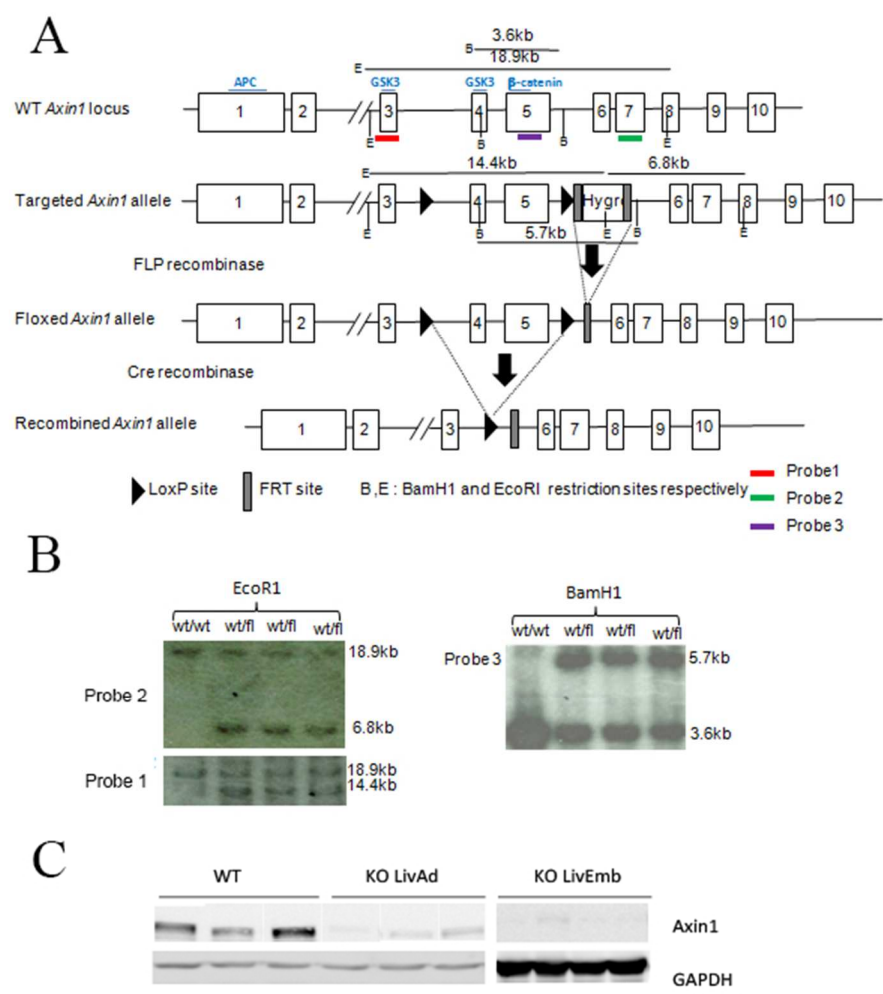 A
3.6kb
B
18.9kb
E
APC GSK3 GSK3 β-catenin
WT Axin1 locus 1 2 3 4 5 6 7 8 9 10
E B B E
14.4kb 6.8kb
E
Targeted Axin1 allele 1 2 3 4 5 Hygro 6 7 8 9 10
E B E B E
5.7kb
FLP recombinase
Floxed Axin1 allele 1 2 3 4 5 6 7 8 9 10
Cre recombinase
Recombined Axin1 allele 1 2 3 6 7 8 9 10
LoxP site FRT site B,E : BamH1 and EcoRI restriction sites respectively
Probe1
Probe 2
Probe 3
B
EcoR1
wt/wt wt/fl wt/fl wt/fl
18.9kb
Probe 2
6.8kb
Probe 1
18.9kb
14.4kb
BamH1
wt/wt wt/fl wt/fl wt/fl
Probe 3 5.7kb
3.6kb
C
WT KO LivAd KO LivEmb
Axin1
GAPDH